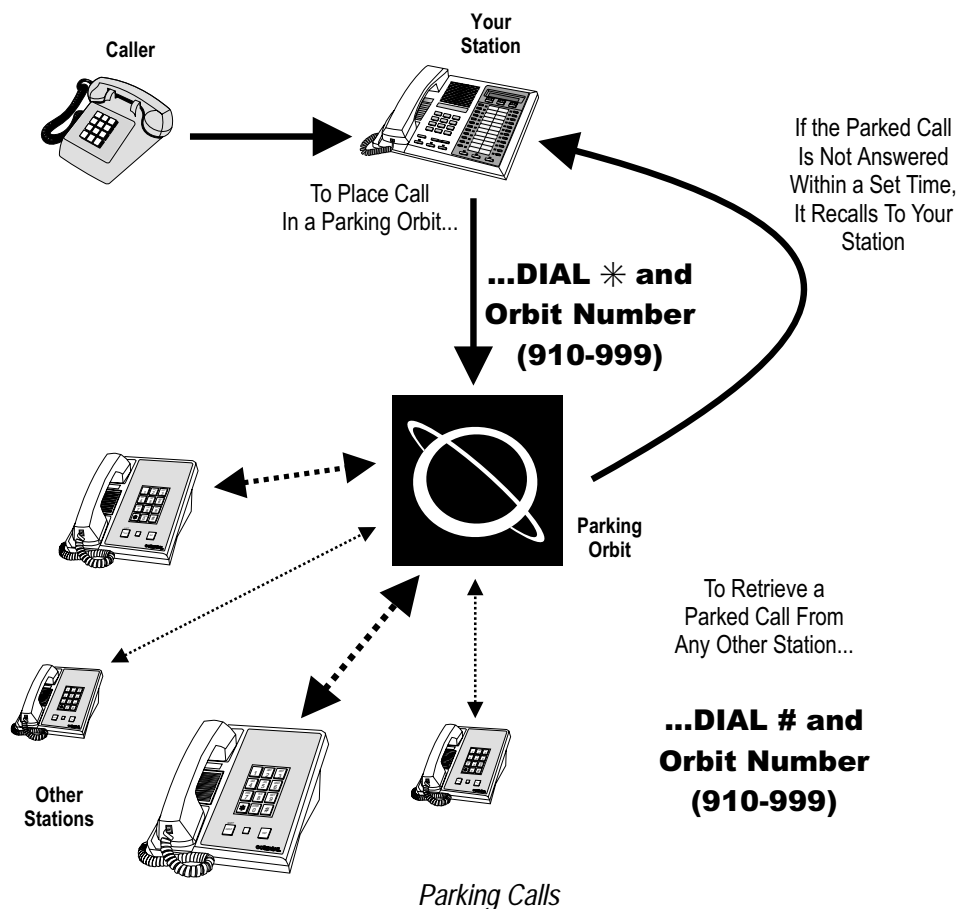 Your
Station
Caller
If the Parked Call
Is Not Answered
Within a Set Time,
It Recalls To Your
Station
To Place Call
In a Parking Orbit...
...DIAL ✳ and
Orbit Number
(910-999)
Parking
Orbit
To Retrieve a
Parked Call From
Any Other Station...
...DIAL # and
Orbit Number
(910-999)
Other
Stations
Parking Calls